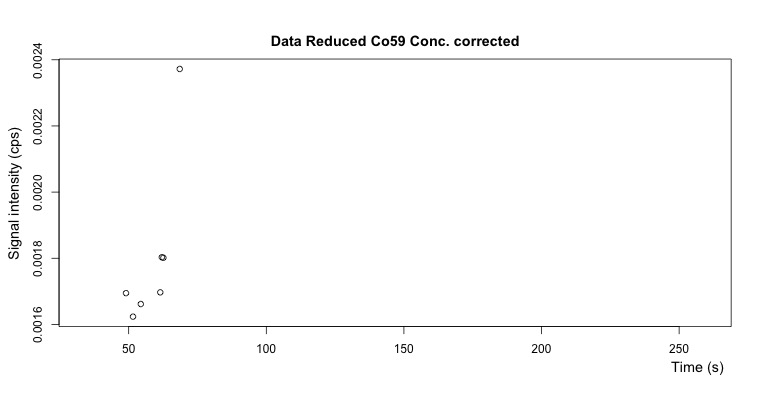 Data Reduced Co59 Conc. corrected
Signal intensity (cps)
0.0024
0.0022
0.0020
0.0018
0.0016
50 100 150 200 250
Time (s)